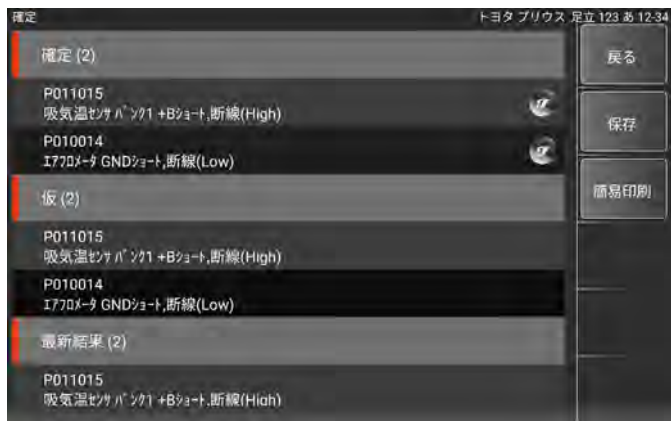 確定
トヨタ プリウス 足立 123 あ 12-34
確定 (2)
戻る
P011015
吸気温ｾﾝｻ ﾊﾞﾝｸ1 +Bｼｮｰﾄ,断線(High)
保存
P010014
ｴｱﾌﾛﾒｰﾀ GNDｼｮｰﾄ,断線(Low)
仮 (2)
簡易印刷
P011015
吸気温ｾﾝｻ ﾊﾞﾝｸ1 +Bｼｮｰﾄ,断線(High)
P010014
ｴｱﾌﾛﾒｰﾀ GNDｼｮｰﾄ,断線(Low)
最新結果 (2)
P011015
吸気温ｾﾝｻ ﾊﾞﾝｸ1 +Bｼｮｰﾄ,断線(High)